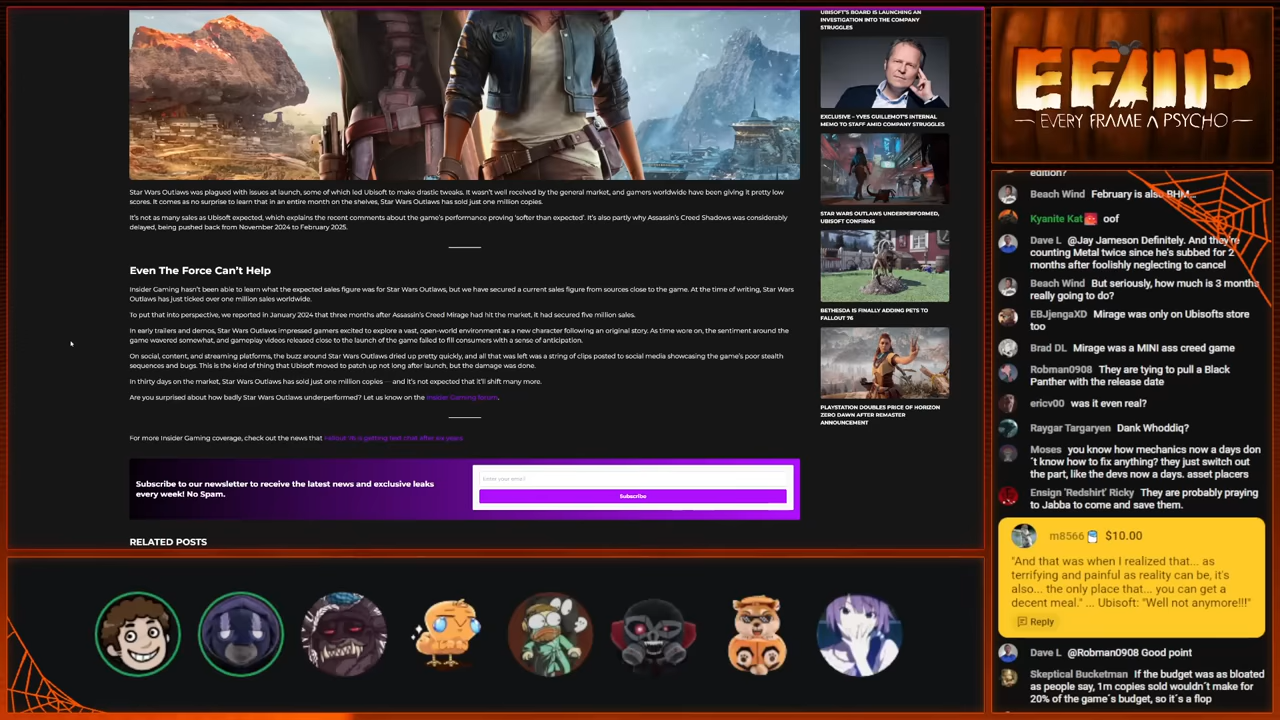 Star Wars Outlaws was plagued with issues at launch, some of which led Ubisoft to make drastic tweaks. It wasn't well received by the general market, and gamers worldwide have been giving it pretty low
scores. It comes as no surprise to learn that in an entire month on the shelves, Star Wars Outlaws has sold just one million copies.
It's not as many sales as Ubisoft expected, which explains the recent comments about the game's performance proving 'softer than expected'. It's also partly why Assassin's Creed Shadows was considerably
delayed, being pushed back from November 2024 to February 2025.
Even The Force Can't Help
Insider Gaming hasn't been able to learn what the expected sales figure was for Star Wars Outlaws, but we have secured a current sales figure from sources close to the game. At the time of writing, Star Wars
Outlaws has just ticked over one million sales worldwide.
To put that into perspective, we reported in January 2024 that three months after Assassin's Creed Mirage had hit the market, it had secured five million sales.
In early trailers and demos, Star Wars Outlaws impressed gamers excited to explore a vast, open-world environment as a new character following an original story. As time wore on, the sentiment around the
game wavered somewhat, and gameplay videos released close to the launch of the game failed to fill consumers with a sense of anticipation.
On social, content, and streaming platforms, the buzz around Star Wars Outlaws dried up pretty quickly, and all that was left was a string of clips posted to social media showcasing the game's poor stealth
sequences and bugs. This is the kind of thing that Ubisoft moved to patch up not long after launch, but the damage was done.
In thirty days on the market, Star Wars Outlaws has sold just one million copies — and it's not expected that it'll shift many more.
Are you surprised about how badly Star Wars Outlaws underperformed? Let us know on the Insider Gaming forum.
For more Insider Gaming coverage, check out the news that Fallout 76 is getting text chat after six years
Subscribe to our newsletter to receive the latest news and exclusive leaks
every week! No Spam.
Enter your email
Subscribe
RELATED POSTS
UBISOFT'S BOARD IS LAUNCHING AN
INVESTIGATION INTO THE COMPANY
STRUGGLES
EXCLUSIVE – YVES GUILLEMOT'S INTERNAL
MEMO TO STAFF AMID COMPANY STRUGGLES
STAR WARS OUTLAWS UNDERPERFORMED,
UBISOFT CONFIRMS
BETHESDA IS FINALLY ADDING PETS TO
FALLOUT 76
PLAYSTATION DOUBLES PRICE OF HORIZON
ZERO DAWN AFTER REMASTER
ANNOUNCEMENT
EFAP
EVERY FRAME A PSYCHO
edition?
Beach Wind February is also BHM...
Kyanite Kat oof
Dave L @Jay Jameson Definitely. And they're
counting Metal twice since he's subbed for 2
months after foolishly neglecting to cancel
Beach Wind But seriously, how much is 3 months
really going to do?
EBJjengaXD Mirage was only on Ubisofts store
too
Brad DL Mirage was a MINI ass creed game
Robman0908 They are trying to pull a Black
Panther with the release date
ericv00 was it even real?
Raygar Targaryen Dank Whoddiq?
Moses you know how mechanics now a days don
´t know how to fix anything? they just switch out
the part, like the devs now a days. asset placers
Ensign 'Redshirt' Ricky They are probably praying
to Jabba to come and save them.
m8566 $10.00
"And that was when I realized that... as
terrifying and painful as reality can be, it's
also... the only place that... you can get a
decent meal." ... Ubisoft: "Well not anymore!!!"
Reply
Dave L @Robman0908 Good point
Skeptical Bucketman If the budget was as bloated
as people say, 1m copies sold wouldn´t make for
20% of the game´s budget, so it´s a flop